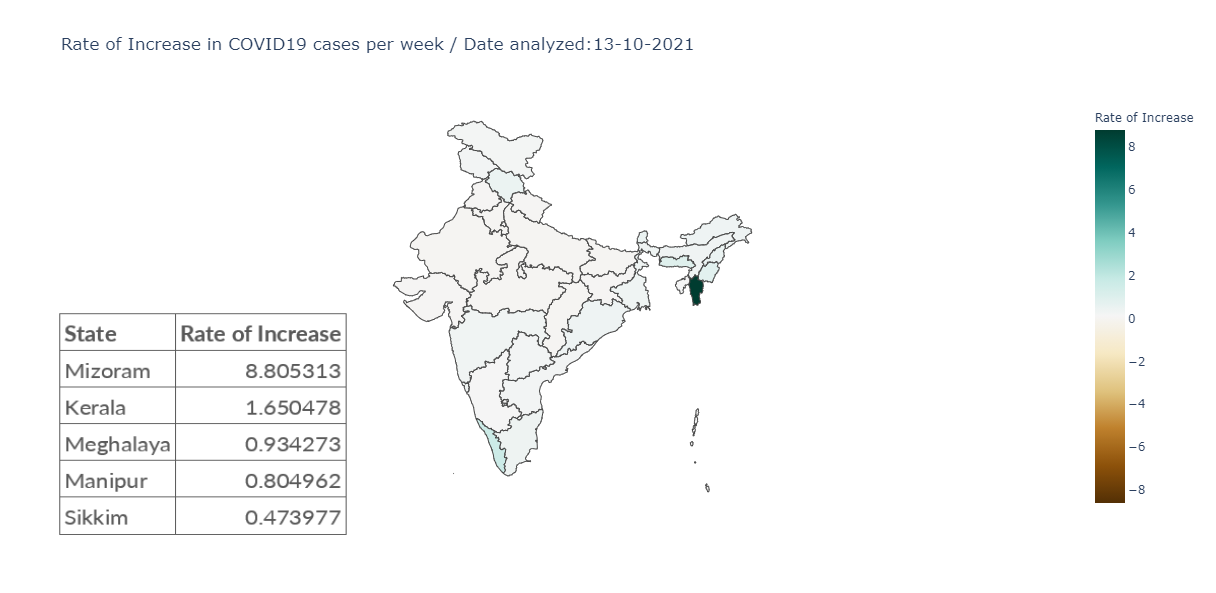 Rate of Increase in COVID19 cases per week / Date analyzed:13-10-2021
Rate of Increase
8
6
4
2
0
−2
−4
−6
−8
State Rate of Increase
Mizoram 8.805313
Kerala 1.650478
Meghalaya 0.934273
Manipur 0.804962
Sikkim 0.473977